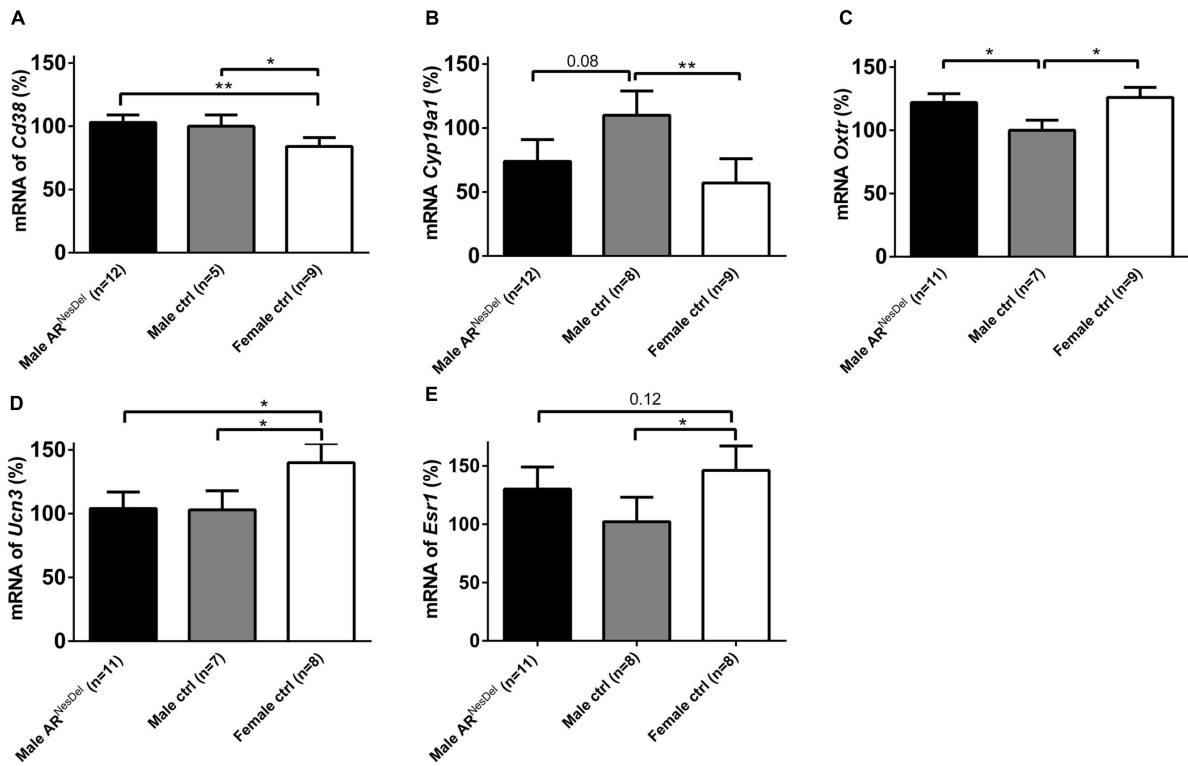 A
mRNA of Cd38 (%)
150
100
50
0
*
**
Male AR^NesDel (n=12)
Male ctrl (n=5)
Female ctrl (n=9)
B
mRNA Cyp19a1 (%)
150
100
50
0
0.08
**
Male AR^NesDel (n=12)
Male ctrl (n=8)
Female ctrl (n=9)
C
mRNA Oxtr (%)
150
100
50
0
*
*
Male AR^NesDel (n=11)
Male ctrl (n=7)
Female ctrl (n=9)
D
mRNA of Ucn3 (%)
150
100
50
0
*
*
Male AR^NesDel (n=11)
Male ctrl (n=7)
Female ctrl (n=8)
E
mRNA of Esr1 (%)
150
100
50
0
0.12
*
Male AR^NesDel (n=11)
Male ctrl (n=8)
Female ctrl (n=8)